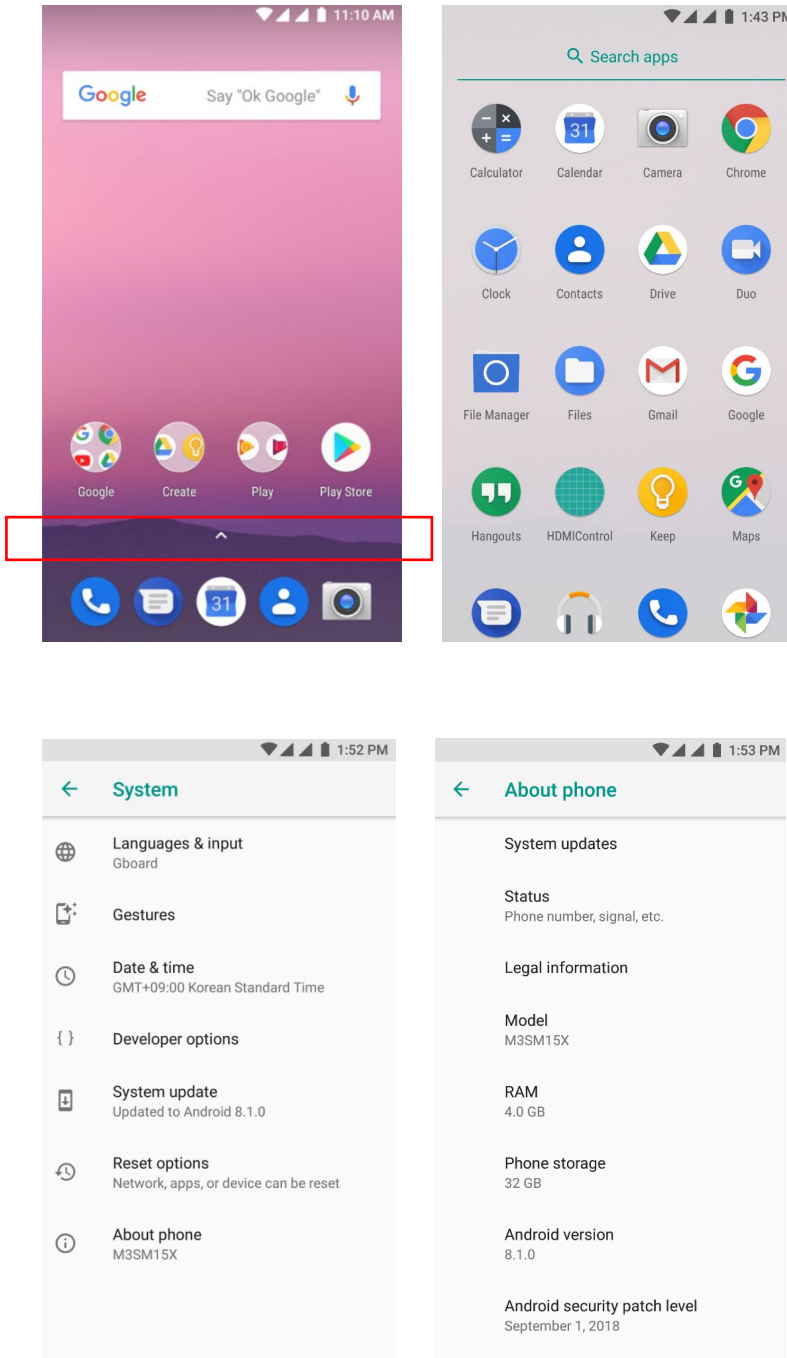 11:10 AM
Google Say "Ok Google"
Google Create Play Play Store
31
1:43 PM
Search apps
31
Calculator Calendar Camera Chrome
Clock Contacts Drive Duo
File Manager Files Gmail Google
G
Hangouts HDMIControl Keep Maps
1:52 PM
System
Languages & input
Gboard
Gestures
Date & time
GMT+09:00 Korean Standard Time
{ } Developer options
System update
Updated to Android 8.1.0
Reset options
Network, apps, or device can be reset
About phone
M3SM15X
1:53 PM
About phone
System updates
Status
Phone number, signal, etc.
Legal information
Model
M3SM15X
RAM
4.0 GB
Phone storage
32 GB
Android version
8.1.0
Android security patch level
September 1, 2018